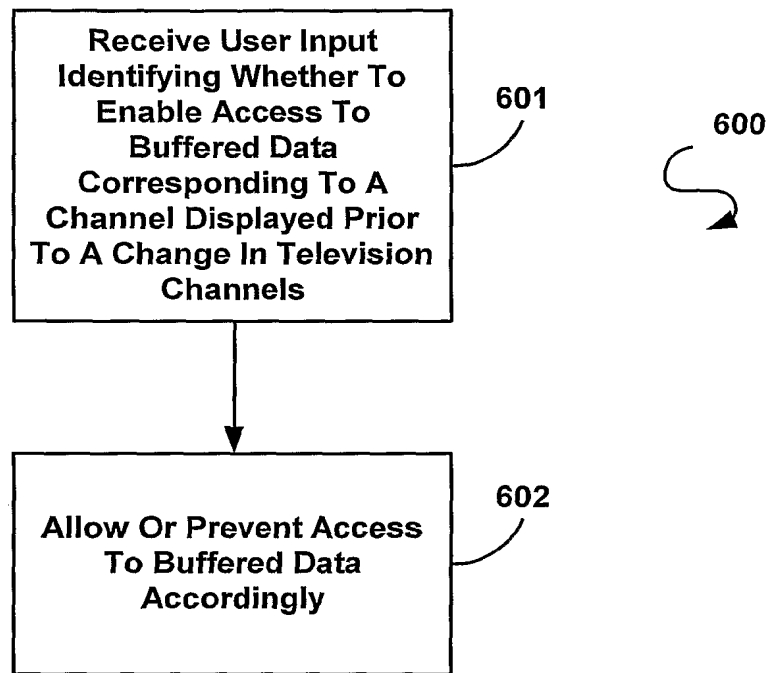 Receive User Input
Identifying Whether To
Enable Access To
Buffered Data
Corresponding To A
Channel Displayed Prior
To A Change In Television
Channels
601
600
Allow Or Prevent Access
To Buffered Data
Accordingly
602